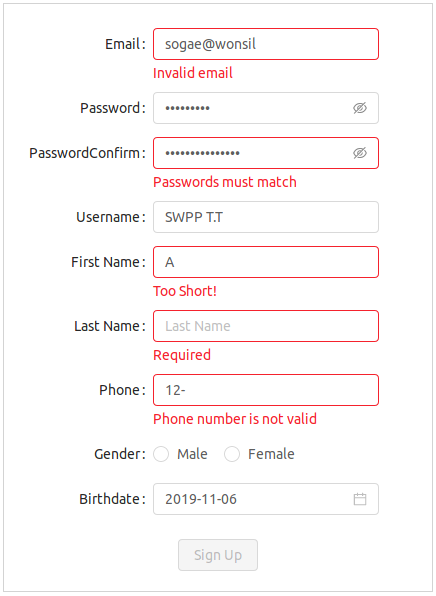 Email: sogae@wonsil
Invalid email
Password: •••••••••
PasswordConfirm: •••••••••••••••
Passwords must match
Username: SWPP T.T
First Name: A
Too Short!
Last Name: Last Name
Required
Phone: 12-
Phone number is not valid
Gender: Male Female
Birthdate: 2019-11-06
Sign Up